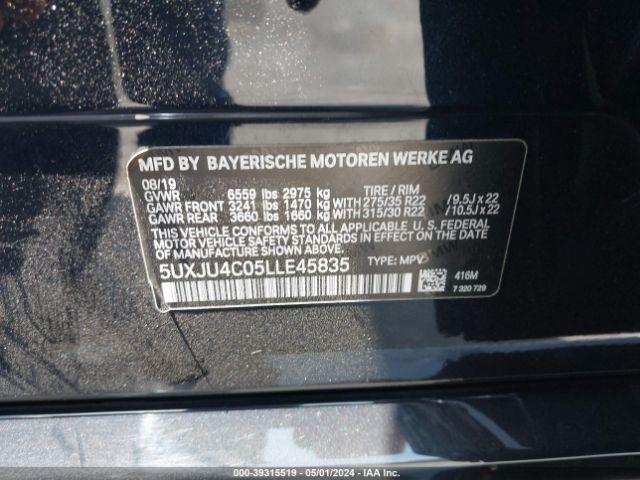 MFD BY BAYERISCHE MOTOREN WERKE AG
08/19
GVWR 6559 lbs 2975 kg TIRE / RIM
GAWR FRONT 3241 lbs 1470 kg WITH 275/35 R22 /9.5J x 22
GAWR REAR 3660 lbs 1660 kg WITH 315/30 R22 /10.5J x 22
THIS VEHICLE CONFORMS TO ALL APPLICABLE U.S. FEDERAL
MOTOR VEHICLE SAFETY STANDARDS IN EFFECT ON THE DATE
OF MANUFACTURE SHOWN ABOVE.
5UXJU4C05LLE45835 TYPE: MPV
416M
7 320 729
000-39315519 - 05/01/2024 - IAA Inc.